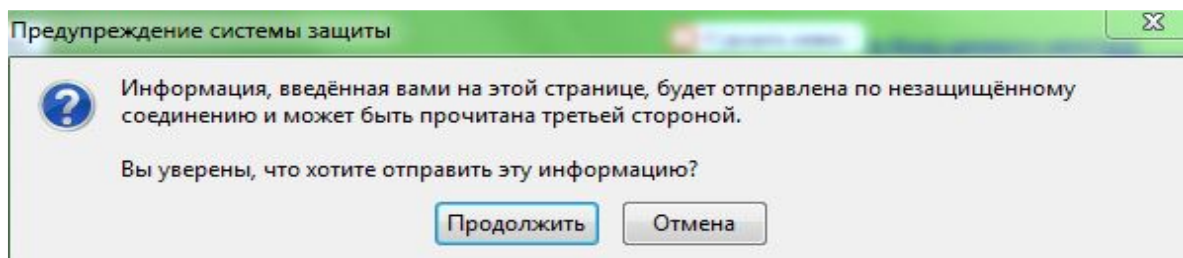 Предупреждение системы защиты
Информация, введённая вами на этой странице, будет отправлена по незащищённому
соединению и может быть прочитана третьей стороной.
Вы уверены, что хотите отправить эту информацию?
Продолжить
Отмена